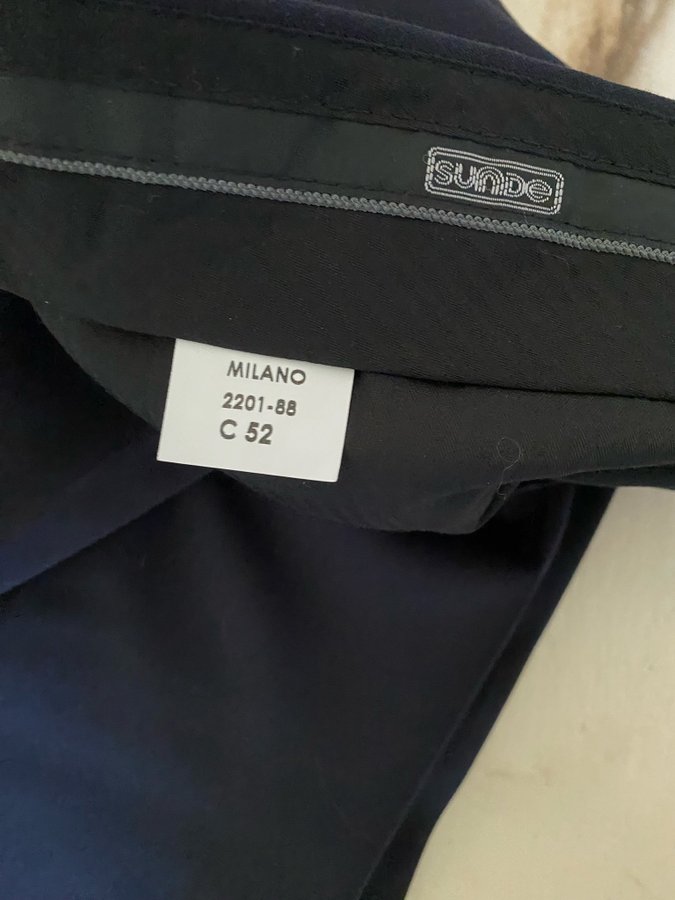 sunde
MILANO
2201-88
C 52